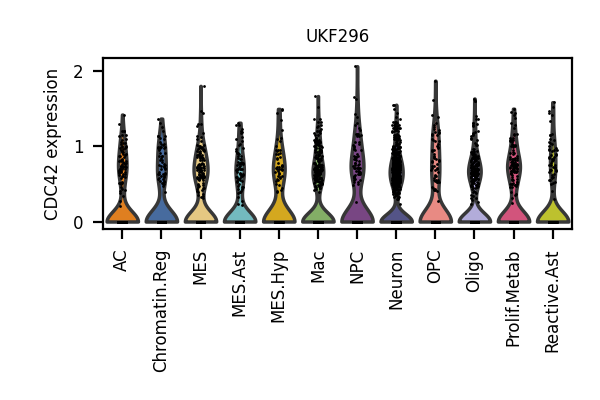 UKF296
CDC42 expression
2
1
0
AC
Chromatin.Reg
MES
MES.Ast
MES.Hyp
Mac
NPC
Neuron
OPC
Oligo
Prolif.Metab
Reactive.Ast